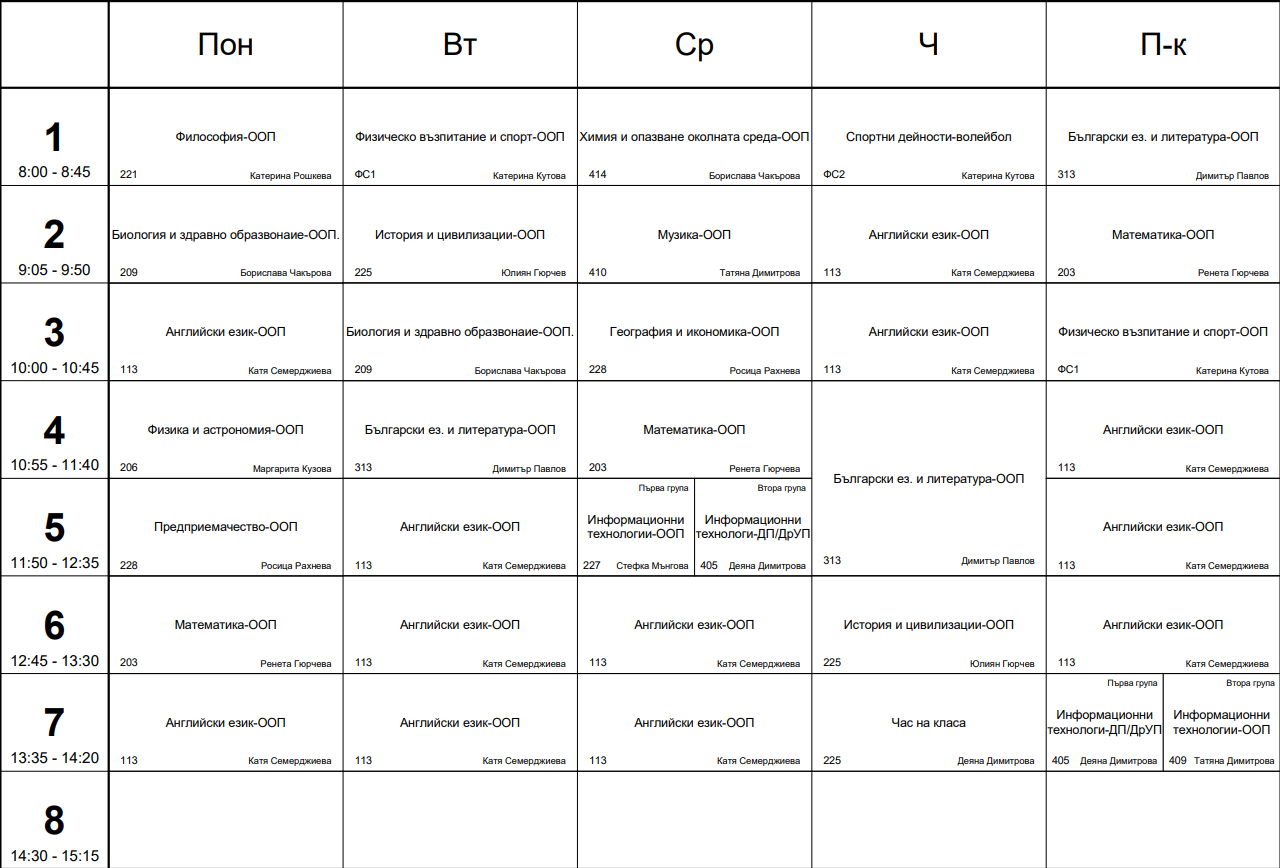 Пон Вт Ср Ч П-к
1
8:00 - 8:45
Философия-ООП
221 Катерина Рошкева
Физическо възпитание и спорт-ООП
ФС1 Катерина Кутова
Химия и опазване околната среда-ООП
414 Борислава Чакърова
Спортни дейности-волейбол
ФС2 Катерина Кутова
Български ез. и литература-ООП
313 Димитър Павлов
2
9:05 - 9:50
Биология и здравно образвонаие-ООП.
209 Борислава Чакърова
История и цивилизации-ООП
225 Юлиян Гюрчев
Музика-ООП
410 Татяна Димитрова
Английски език-ООП
113 Катя Семерджиева
Математика-ООП
203 Ренета Гюрчева
3
10:00 - 10:45
Английски език-ООП
113 Катя Семерджиева
Биология и здравно образвонаие-ООП.
209 Борислава Чакърова
География и икономика-ООП
228 Росица Рахнева
Английски език-ООП
113 Катя Семерджиева
Физическо възпитание и спорт-ООП
ФС1 Катерина Кутова
4
10:55 - 11:40
Физика и астрономия-ООП
206 Маргарита Кузова
Български ез. и литература-ООП
313 Димитър Павлов
Математика-ООП
203 Ренета Гюрчева
Български ез. и литература-ООП
313 Димитър Павлов
Английски език-ООП
113 Катя Семерджиева
5
11:50 - 12:35
Предприемачество-ООП
228 Росица Рахнева
Английски език-ООП
113 Катя Семерджиева
Първа група
Информационни
технологии-ООП
227 Стефка Мънгова
Втора група
Информационни
технологи-ДП/ДрУП
405 Деяна Димитрова
Английски език-ООП
113 Катя Семерджиева
6
12:45 - 13:30
Математика-ООП
203 Ренета Гюрчева
Английски език-ООП
113 Катя Семерджиева
Английски език-ООП
113 Катя Семерджиева
История и цивилизации-ООП
225 Юлиян Гюрчев
Английски език-ООП
113 Катя Семерджиева
7
13:35 - 14:20
Английски език-ООП
113 Катя Семерджиева
Английски език-ООП
113 Катя Семерджиева
Английски език-ООП
113 Катя Семерджиева
Час на класа
225 Деяна Димитрова
Първа група
Информационни
технологи-ДП/ДрУП
405 Деяна Димитрова
Втора група
Информационни
технологии-ООП
409 Татяна Димитрова
8
14:30 - 15:15